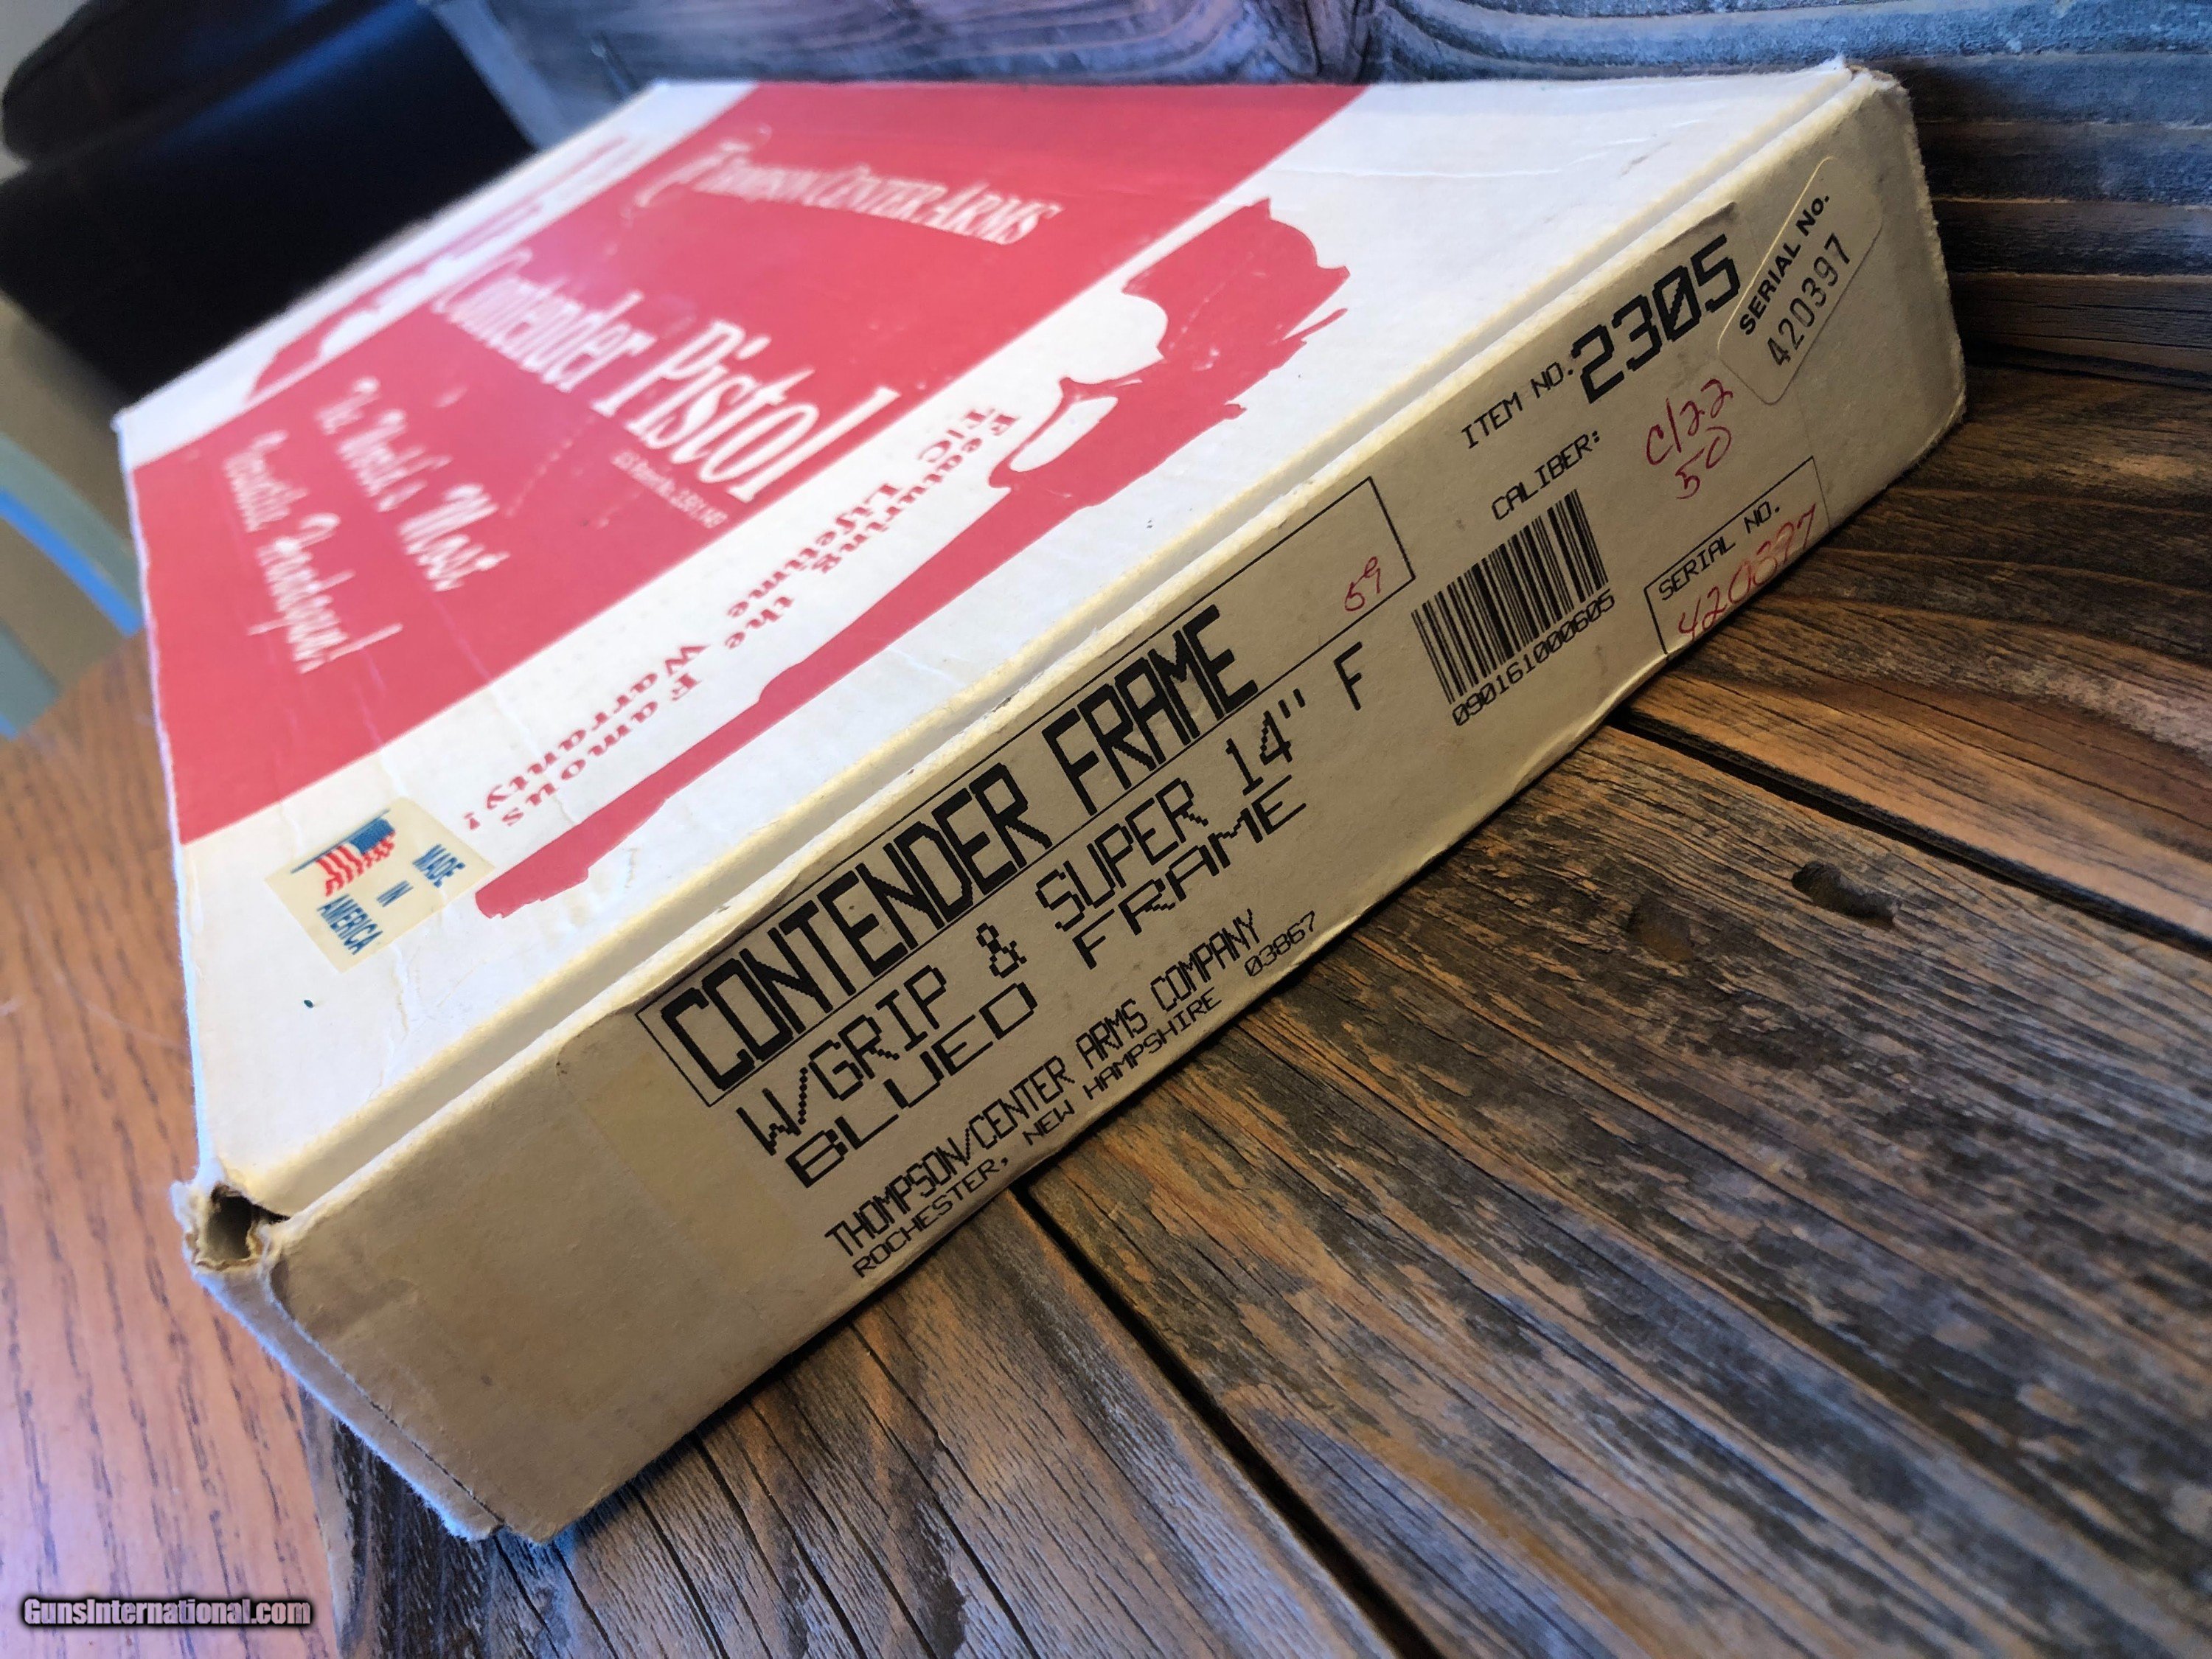 THOMPSON/CENTER ARMS
Contender Pistol
The World's Most
Versatile Handgun!
Featuring the Famous
T/C Lifetime Warranty!
MADE
IN
AMERICA
ITEM NO. 2305
SERIAL No.
420397
CALIBER:
C/22
50
090161000605
SERIAL NO.
420397
59
CONTENDER FRAME
W/GRIP & SUPER 14" F
BLUED FRAME
THOMPSON/CENTER ARMS COMPANY
ROCHESTER, NEW HAMPSHIRE 03867
GunsInternational.com